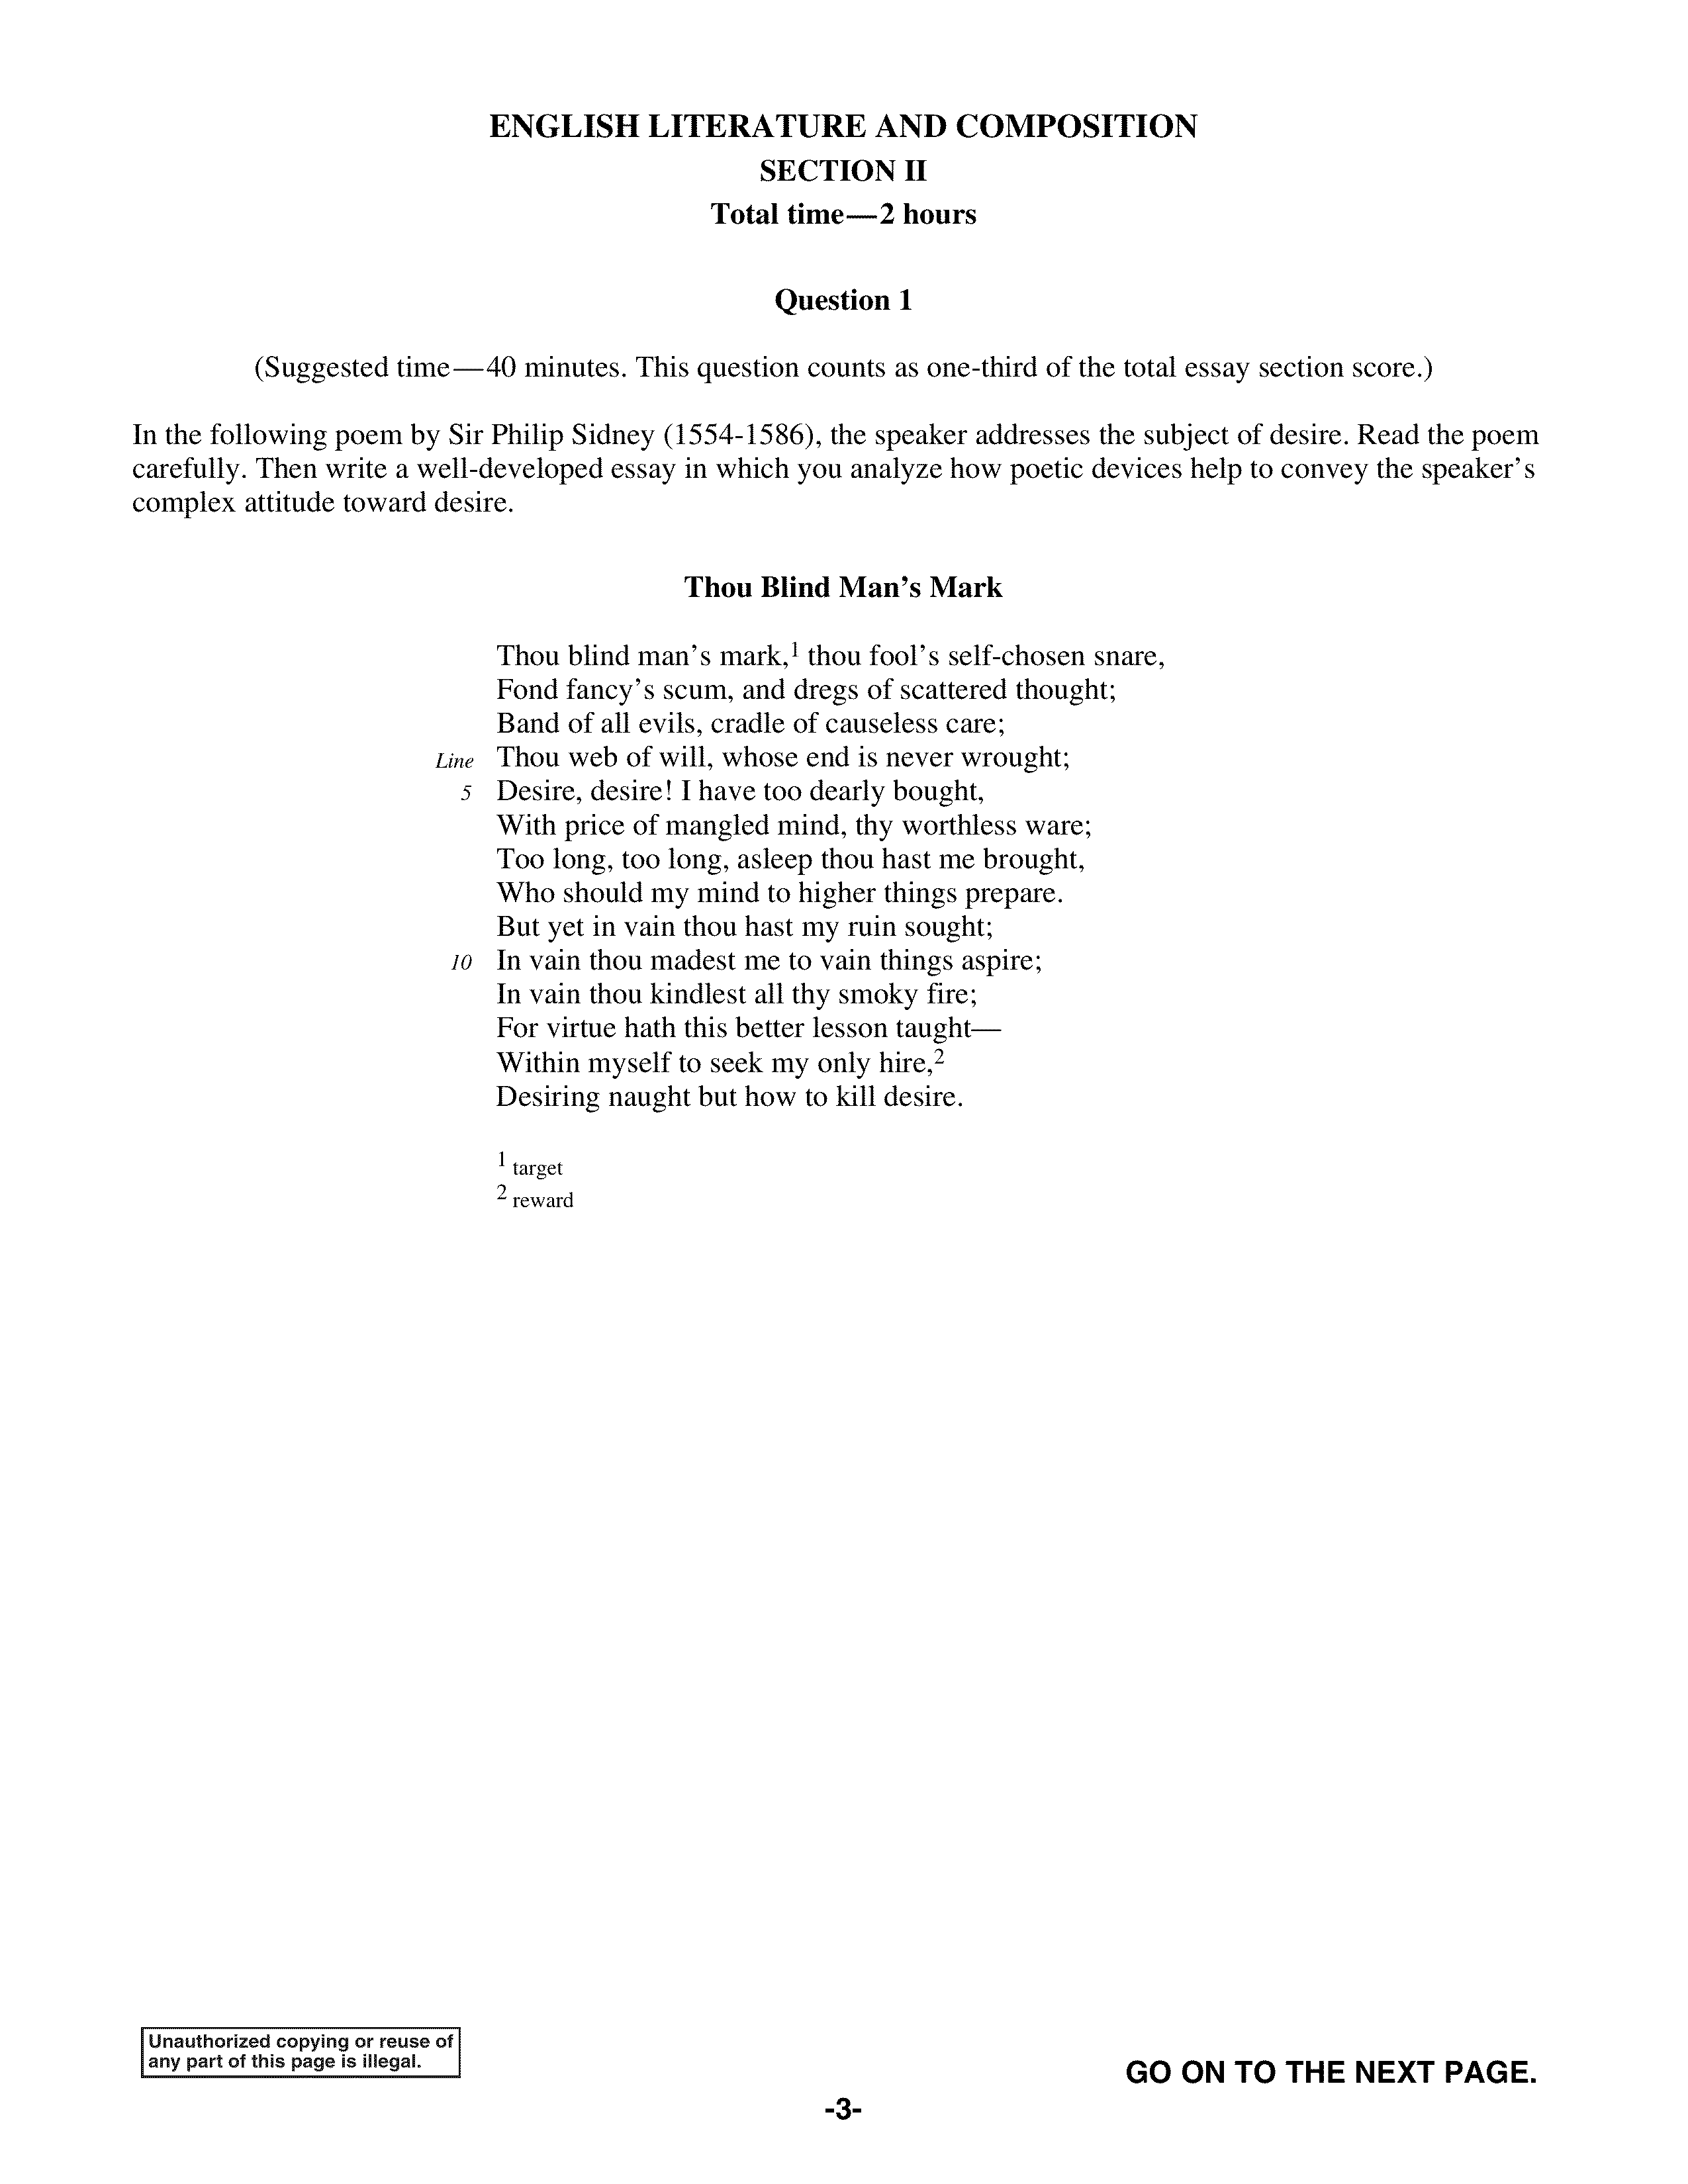 ENGLISH LITERATURE AND COMPOSITION
SECTION II
Total time—2 hours
Question 1
(Suggested time—40 minutes. This question counts as one-third of the total essay section score.)
In the following poem by Sir Philip Sidney (1554-1586), the speaker addresses the subject of desire. Read the poem
carefully. Then write a well-developed essay in which you analyze how poetic devices help to convey the speaker’s
complex attitude toward desire.
Thou Blind Man’s Mark
Thou blind man’s mark,1 thou fool’s self-chosen snare,
Fond fancy’s scum, and dregs of scattered thought;
Band of all evils, cradle of causeless care;
Line Thou web of will, whose end is never wrought;
5 Desire, desire! I have too dearly bought,
With price of mangled mind, thy worthless ware;
Too long, too long, asleep thou hast me brought,
Who should my mind to higher things prepare.
But yet in vain thou hast my ruin sought;
10 In vain thou madest me to vain things aspire;
In vain thou kindlest all thy smoky fire;
For virtue hath this better lesson taught—
Within myself to seek my only hire,2
Desiring naught but how to kill desire.
1 target
2 reward
Unauthorized copying or reuse of
any part of this page is illegal.
GO ON TO THE NEXT PAGE.
-3-